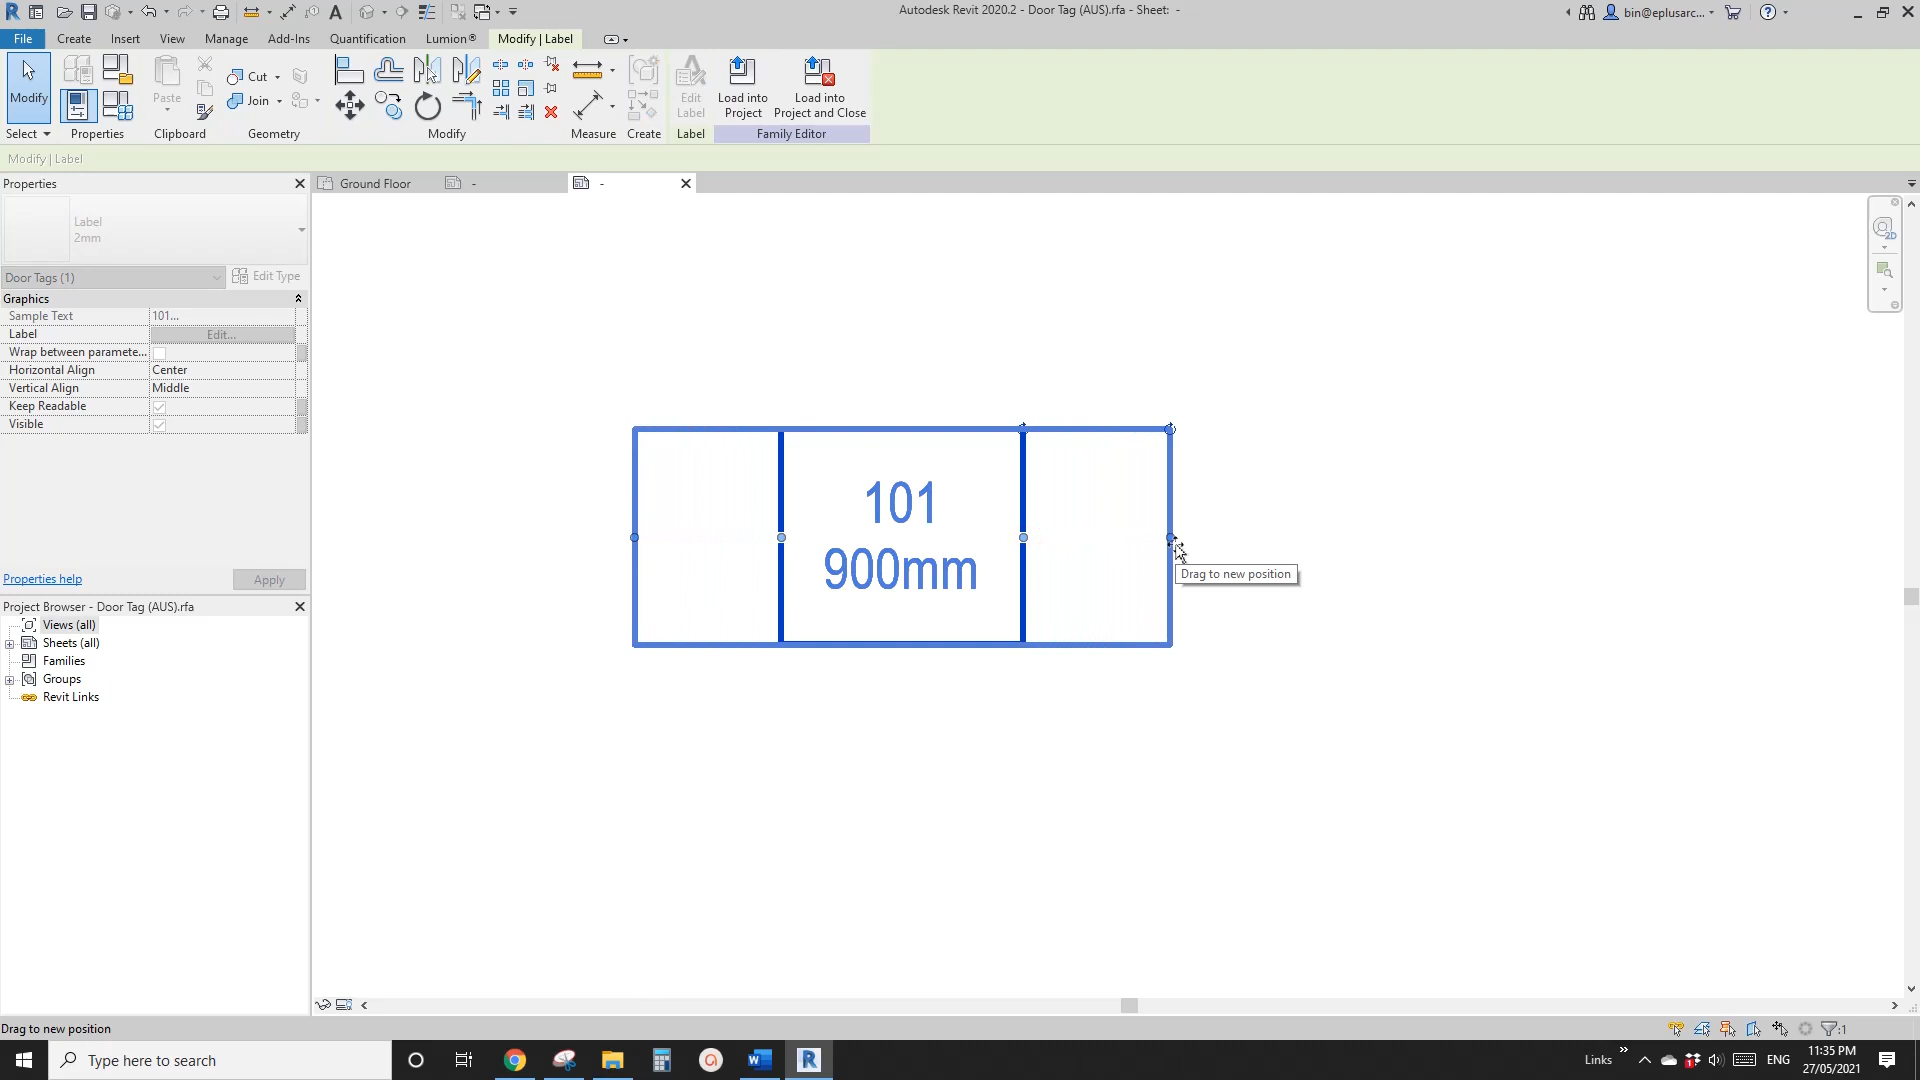 Autodesk Revit 2020.2 - Door Tag (AUS).rfa - Sheet: -
bin@eplusarc...
File Create Insert View Manage Add-Ins Quantification Lumion® Modify | Label
Modify
Paste
Cut
Join
Edit
Label
Load into
Project
Load into
Project and Close
Select Properties Clipboard Geometry Modify Measure Create Label Family Editor
Modify | Label
Properties
Ground Floor
-
-
Label
2mm
Door Tags (1)
Edit Type
Graphics
Sample Text 101...
Label Edit...
Wrap between paramete...
Horizontal Align Center
Vertical Align Middle
Keep Readable
Visible
101
900mm
Drag to new position
Properties help Apply
Project Browser - Door Tag (AUS).rfa
Views (all)
Sheets (all)
Families
Groups
Revit Links
Drag to new position
:1
Type here to search
Links
ENG
11:35 PM
27/05/2021